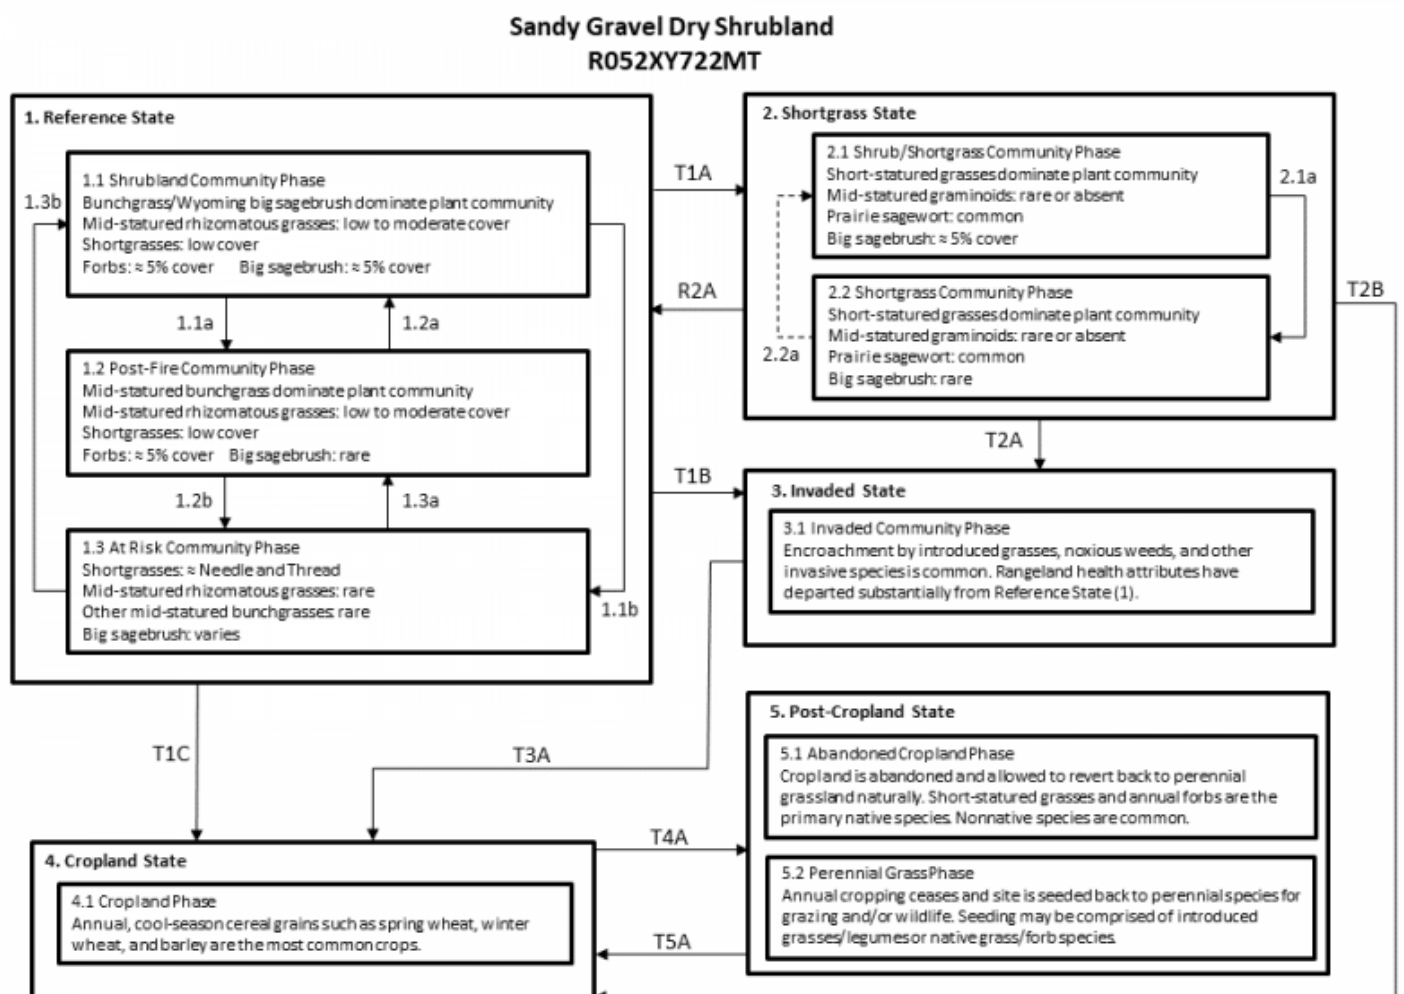 Sandy Gravel Dry Shrubland
R052XY722MT
1. Reference State
1.1 Shrubland Community Phase
Bunchgrass/Wyoming big sagebrush dominate plant community
Mid-statured rhizomatous grasses: low to moderate cover
Shortgrasses: low cover
Forbs: ≈ 5% cover Big sagebrush: ≈ 5% cover
1.3b
1.1a
1.2a
1.2 Post-Fire Community Phase
Mid-statured bunchgrass dominate plant community
Mid-statured rhizomatous grasses: low to moderate cover
Shortgrasses: low cover
Forbs: ≈ 5% cover Big sagebrush: rare
1.2b
1.3a
1.3 At Risk Community Phase
Shortgrasses: ≈ Needle and Thread
Mid-statured rhizomatous grasses: rare
Other mid-statured bunchgrasses: rare
Big sagebrush: varies
1.1b
T1A
R2A
T1B
2. Shortgrass State
2.1 Shrub/Shortgrass Community Phase
Short-statured grasses dominate plant community
Mid-statured graminoids: rare or absent
Prairie sagewort: common
Big sagebrush: ≈ 5% cover
2.1a
2.2 Shortgrass Community Phase
Short-statured grasses dominate plant community
Mid-statured graminoids: rare or absent
Prairie sagewort: common
Big sagebrush: rare
2.2a
T2B
T2A
3. Invaded State
3.1 Invaded Community Phase
Encroachment by introduced grasses, noxious weeds, and other
invasive species is common. Rangeland health attributes have
departed substantially from Reference State (1).
T1C
T3A
4. Cropland State
4.1 Cropland Phase
Annual, cool-season cereal grains such as spring wheat, winter
wheat, and barley are the most common crops.
T4A
T5A
5. Post-Cropland State
5.1 Abandoned Cropland Phase
Cropland is abandoned and allowed to revert back to perennial
grassland naturally. Short-statured grasses and annual forbs are the
primary native species. Nonnative species are common.
5.2 Perennial Grass Phase
Annual cropping ceases and site is seeded back to perennial species for
grazing and/or wildlife. Seeding may be comprised of introduced
grasses/legumes or native grass/forb species.